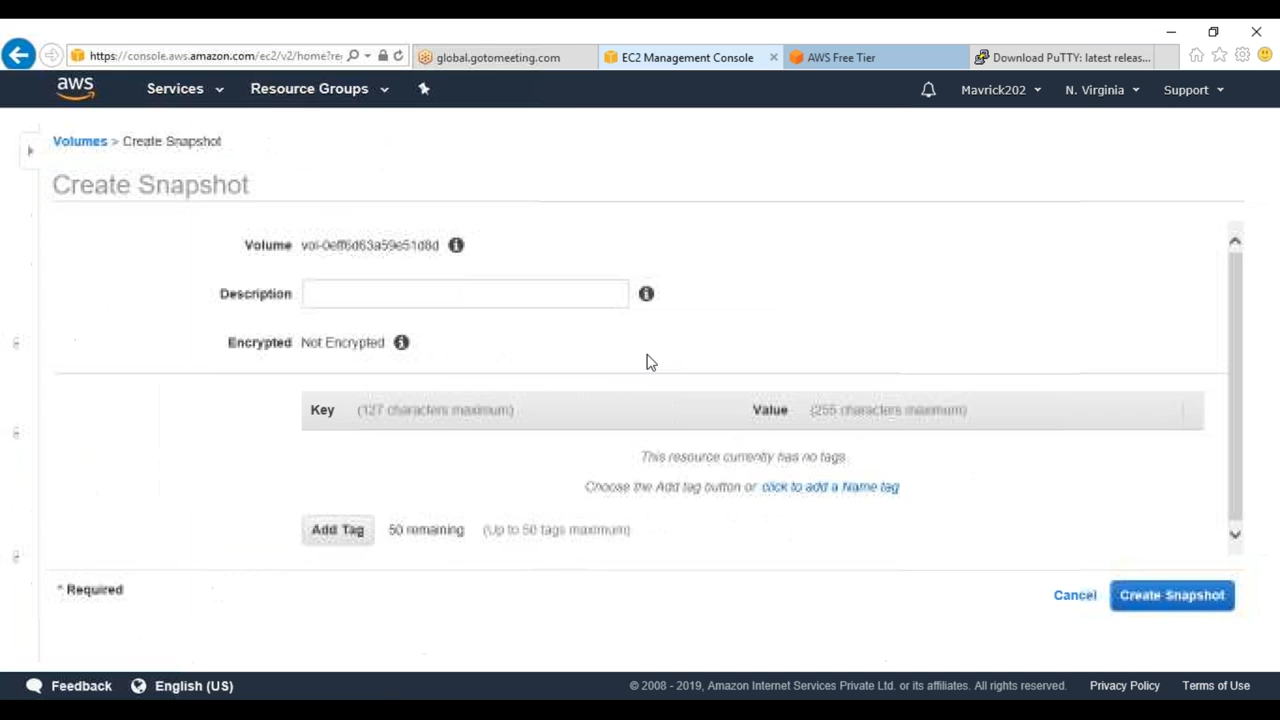 https://console.aws.amazon.com/ec2/v2/home?re
global.gotomeeting.com
EC2 Management Console
AWS Free Tier
Download PuTTY: latest releas...
aws
Services
Resource Groups
Mavrick202
N. Virginia
Support
Volumes > Create Snapshot
Create Snapshot
Volume vol-0eff6d63a59e51d8d
Description
Encrypted Not Encrypted
Key (127 characters maximum) Value (255 characters maximum)
This resource currently has no tags
Choose the Add tag button or click to add a Name tag
Add Tag 50 remaining (Up to 50 tags maximum)
* Required
Cancel Create Snapshot
Feedback English (US) © 2008 - 2019, Amazon Internet Services Private Ltd. or its affiliates. All rights reserved. Privacy Policy Terms of Use